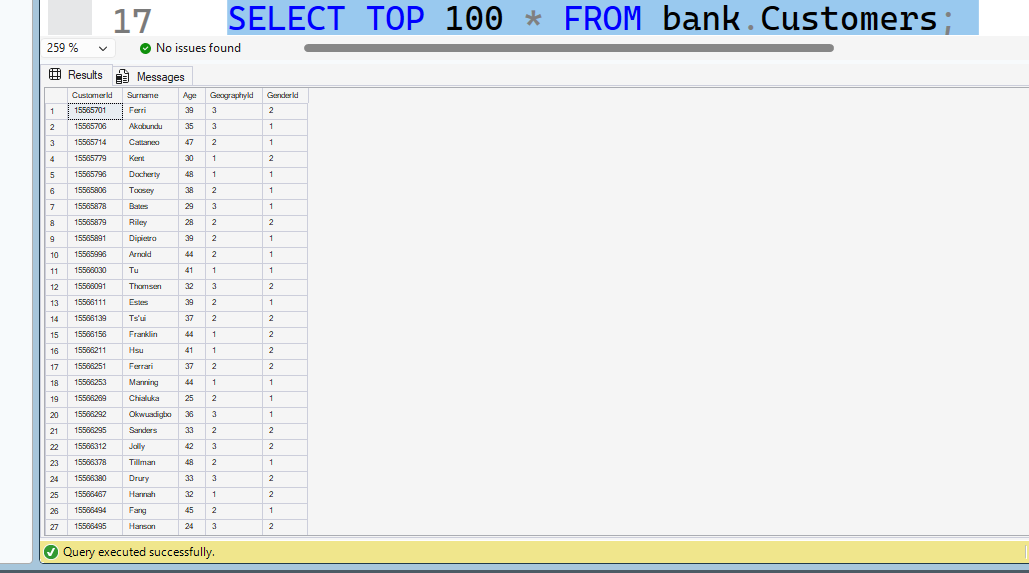 17 SELECT TOP 100 * FROM bank.Customers;
259 % No issues found
Results Messages
CustomerId Surname Age GeographyId GenderId
1 15565701 Ferri 39 3 2
2 15565706 Akobundu 35 3 1
3 15565714 Cattaneo 47 2 1
4 15565779 Kent 30 1 2
5 15565796 Docherty 48 1 1
6 15565806 Toosey 38 2 1
7 15565878 Bates 29 3 1
8 15565879 Riley 28 2 2
9 15565891 Dipietro 39 2 1
10 15565996 Arnold 44 2 1
11 15566030 Tu 41 1 1
12 15566091 Thomsen 32 3 2
13 15566111 Estes 39 2 1
14 15566139 Ts'ui 37 2 2
15 15566156 Franklin 44 1 2
16 15566211 Hsu 41 1 2
17 15566251 Ferrari 37 2 2
18 15566253 Manning 44 1 1
19 15566269 Chialuka 25 2 1
20 15566292 Okwuadigbo 36 3 1
21 15566295 Sanders 33 2 2
22 15566312 Jolly 42 3 2
23 15566378 Tillman 48 2 1
24 15566380 Drury 33 3 2
25 15566467 Hannah 32 1 2
26 15566494 Fang 45 2 1
27 15566495 Hanson 24 3 2
Query executed successfully.